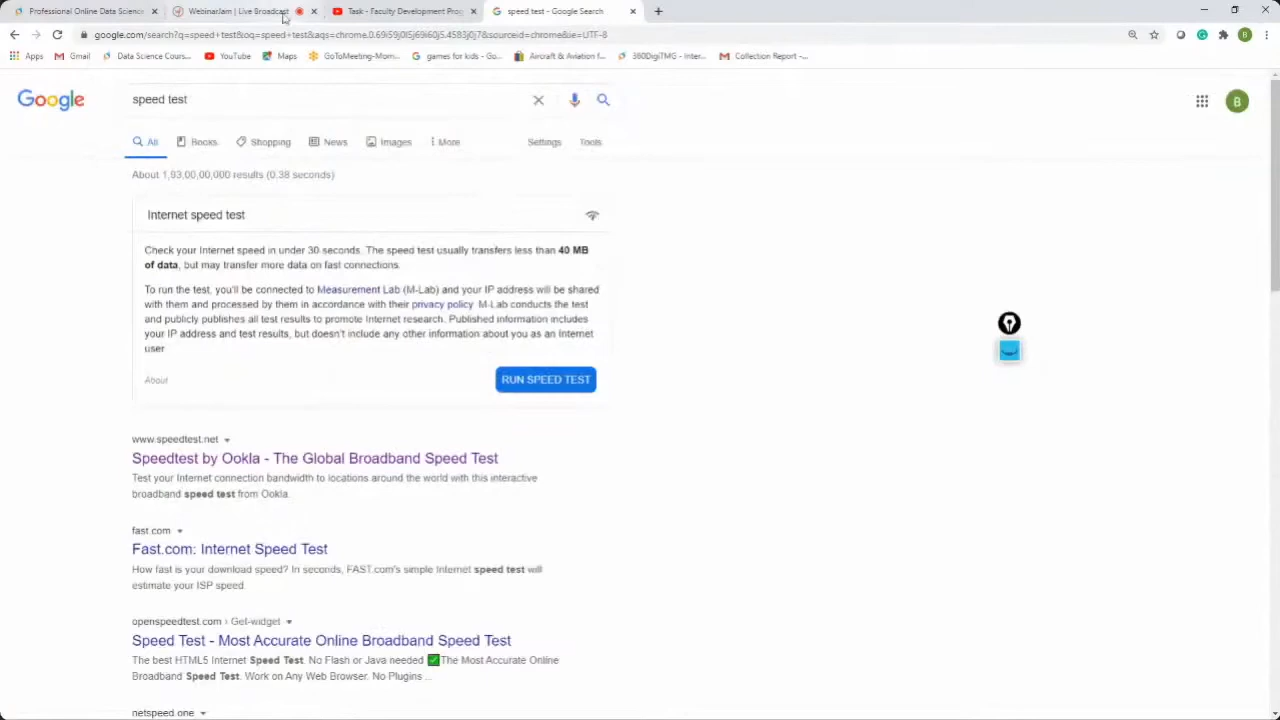 Professional Online Data Science
WebinarJam | Live Broadcast
Task - Faculty Development Prog
speed test - Google Search
google.com/search?q=speed+test&oq=speed+test&aqs=chrome.0.69i59j0l5j69i60j5.4583j0j7&sourceid=chrome&ie=UTF-8
Apps
Gmail
Data Science Cours...
YouTube
Maps
GoToMeeting-Mom...
games for kids - Go...
Aircraft & Aviation f...
360DigiTMG - Inter...
Collection Report -...
Google
speed test
B
All
Books
Shopping
News
Images
More
Settings
Tools
About 1,93,00,00,000 results (0.38 seconds)
Internet speed test
Check your Internet speed in under 30 seconds. The speed test usually transfers less than 40 MB
of data, but may transfer more data on fast connections.
To run the test, you'll be connected to Measurement Lab (M-Lab) and your IP address will be shared
with them and processed by them in accordance with their privacy policy. M-Lab conducts the test
and publicly publishes all test results to promote Internet research. Published information includes
your IP address and test results, but doesn't include any other information about you as an Internet
user
About
RUN SPEED TEST
www.speedtest.net
Speedtest by Ookla - The Global Broadband Speed Test
Test your Internet connection bandwidth to locations around the world with this interactive
broadband speed test from Ookla.
fast.com
Fast.com: Internet Speed Test
How fast is your download speed? In seconds, FAST.com's simple Internet speed test will
estimate your ISP speed.
openspeedtest.com › Get-widget
Speed Test - Most Accurate Online Broadband Speed Test
The best HTML5 Internet Speed Test. No Flash or Java needed ✅The Most Accurate Online
Broadband Speed Test. Work on Any Web Browser. No Plugins ...
netspeed.one